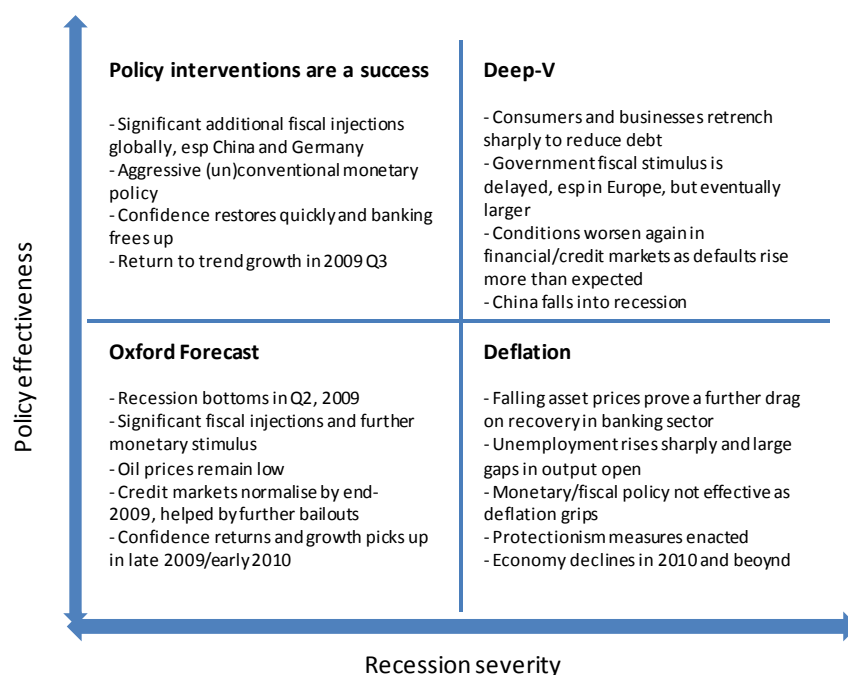 Policy effectiveness
Policy interventions are a success
- Significant additional fiscal injections
globally, esp China and Germany
- Aggressive (un)conventional monetary
policy
- Confidence restores quickly and banking
frees up
- Return to trend growth in 2009 Q3
Deep-V
- Consumers and businesses retrench
sharply to reduce debt
- Government fiscal stimulus is
delayed, esp in Europe, but eventually
larger
- Conditions worsen again in
financial/credit markets as defaults rise
more than expected
- China falls into recession
Oxford Forecast
- Recession bottoms in Q2, 2009
- Significant fiscal injections and further
monetary stimulus
- Oil prices remain low
- Credit markets normalise by end-
2009, helped by further bailouts
- Confidence returns and growth picks up
in late 2009/early 2010
Deflation
- Falling asset prices prove a further drag
on recovery in banking sector
- Unemployment rises sharply and large
gaps in output open
- Monetary/fiscal policy not effective as
deflation grips
- Protectionism measures enacted
- Economy declines in 2010 and beoynd
Recession severity